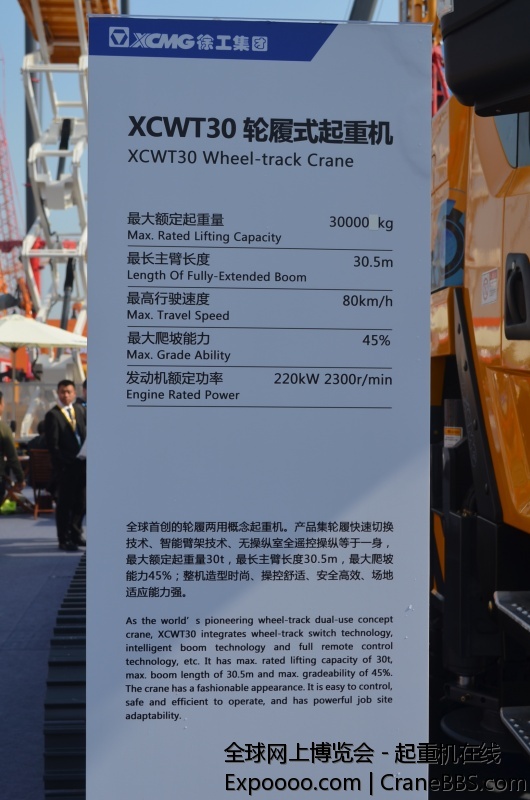 XCMG 徐工集团
XCWT30 轮履式起重机
XCWT30 Wheel-track Crane
最大额定起重量 30000 kg
Max. Rated Lifting Capacity
最长主臂长度 30.5m
Length Of Fully-Extended Boom
最高行驶速度 80km/h
Max. Travel Speed
最大爬坡能力 45%
Max. Grade Ability
发动机额定功率 220kW 2300r/min
Engine Rated Power
全球首创的轮履两用概念起重机。产品集轮履快速切换
技术、智能臂架技术、无操纵室全遥控操纵等于一身，
最大额定起重量30t，最长主臂长度30.5m，最大爬坡
能力45%；整机造型时尚、操控舒适、安全高效、场地
适应能力强。
As the world's pioneering wheel-track dual-use concept
crane, XCWT30 integrates wheel-track switch technology,
intelligent boom technology and full remote control
technology, etc. It has max. rated lifting capacity of 30t,
max. boom length of 30.5m and max. gradeability of 45%.
The crane has a fashionable appearance. It is easy to control,
safe and efficient to operate, and has powerful job site
adaptability.
全球网上博览会 - 起重机在线
Expoooo.com | CraneBBS.com